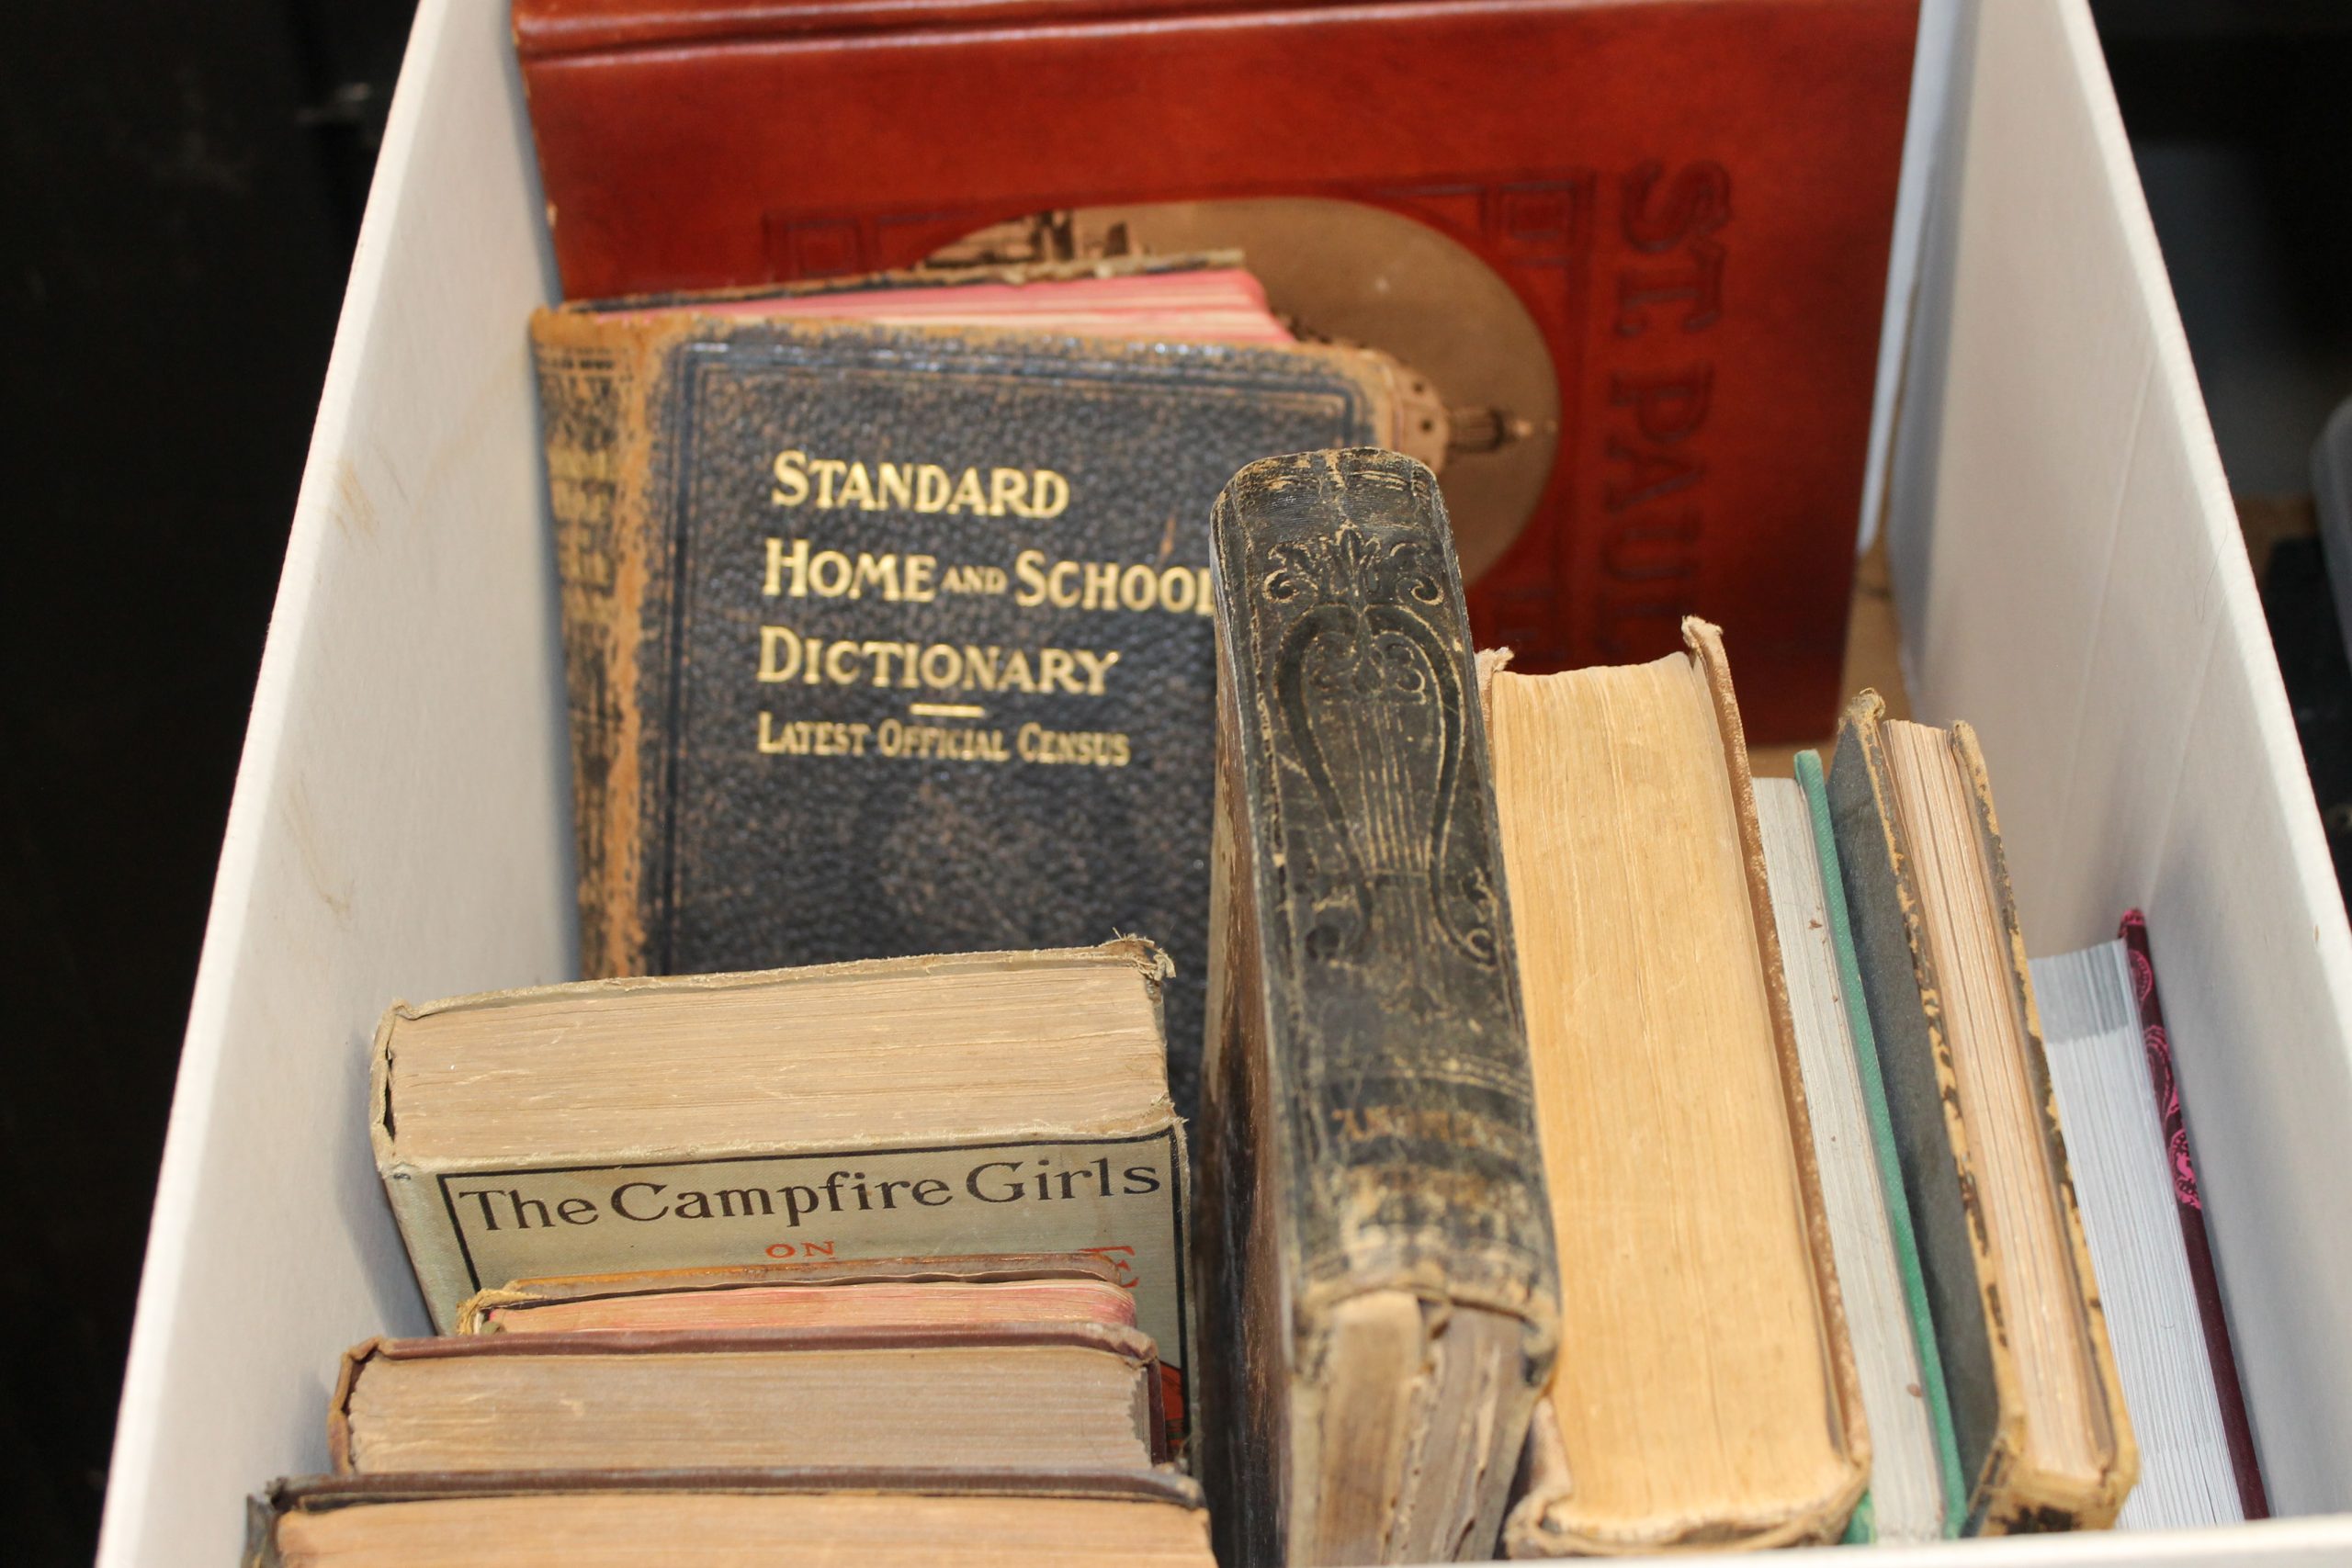 ST. PAUL
STANDARD
HOME AND SCHOOL
DICTIONARY
LATEST OFFICIAL CENSUS
The Campfire Girls
ON